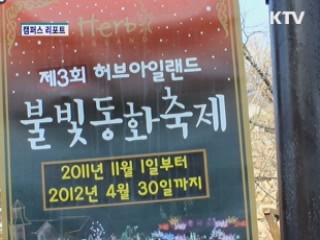 캠퍼스 리포트
KTV
Herb
제3회 허브아일랜드
불빛동화축제
2011년 11월 1일부터
2012년 4월 30일까지